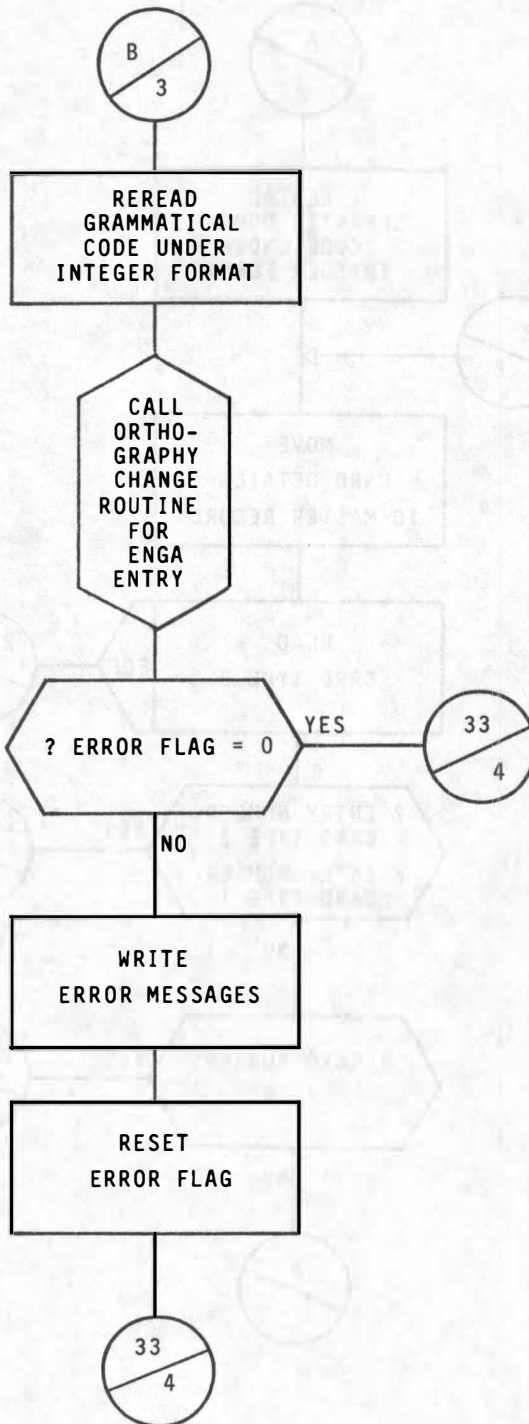 B
3
REREAD
GRAMMATICAL
CODE UNDER
INTEGER FORMAT
CALL
ORTHO-
GRAPHY
CHANGE
ROUTINE
FOR
ENGA
ENTRY
? ERROR FLAG = 0
YES
33
4
NO
WRITE
ERROR MESSAGES
RESET
ERROR FLAG
33
4